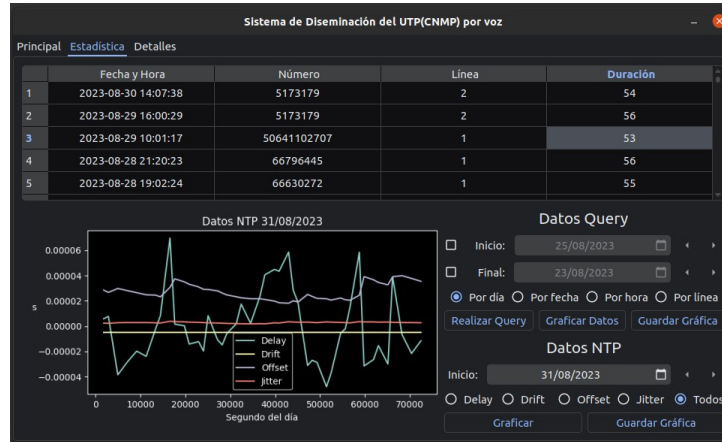 Sistema de Diseminación del UTP(CNMP) por voz
Principal Estadística Detalles
Fecha y Hora Número Línea Duración
1 2023-08-30 14:07:38 5173179 2 54
2 2023-08-29 16:00:29 5173179 2 56
3 2023-08-29 10:01:17 50641102707 1 53
4 2023-08-28 21:20:23 66796445 1 56
5 2023-08-28 19:02:24 66630272 1 55
Datos NTP 31/08/2023
0.00006
0.00004
0.00002
0.00000
−0.00002
−0.00004
s
Delay
Drift
Offset
Jitter
0 10000 20000 30000 40000 50000 60000 70000
Segundo del día
Datos Query
Inicio: 25/08/2023
Final: 23/08/2023
Por día Por fecha Por hora Por línea
Realizar Query Graficar Datos Guardar Gráfica
Datos NTP
Inicio: 31/08/2023
Delay Drift Offset Jitter Todos
Graficar Guardar Gráfica